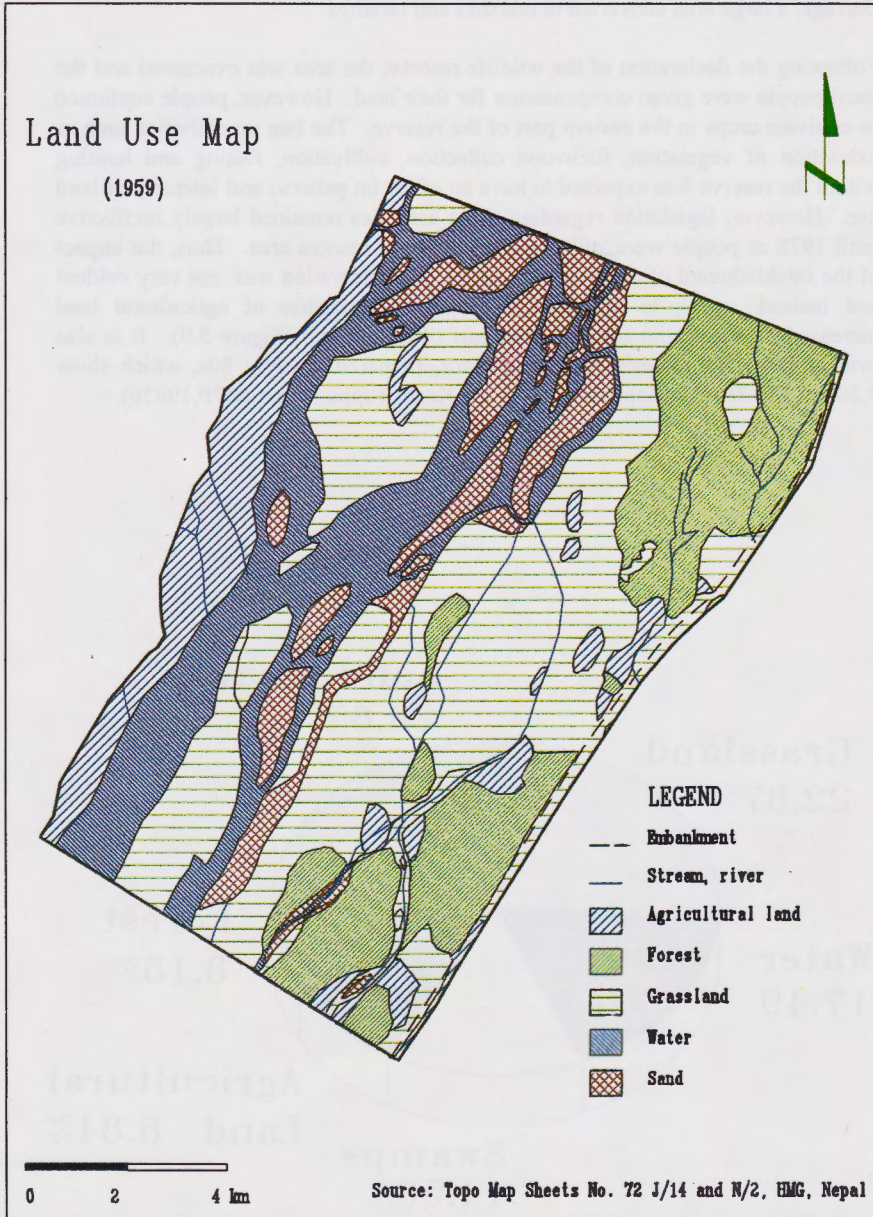 Land Use Map
(1959)
LEGEND
Embankment
Stream, river
Agricultural land
Forest
Grassland
Water
Sand
0 2 4 km
Source: Topo Map Sheets No. 72 J/14 and N/2, HMG, Nepal